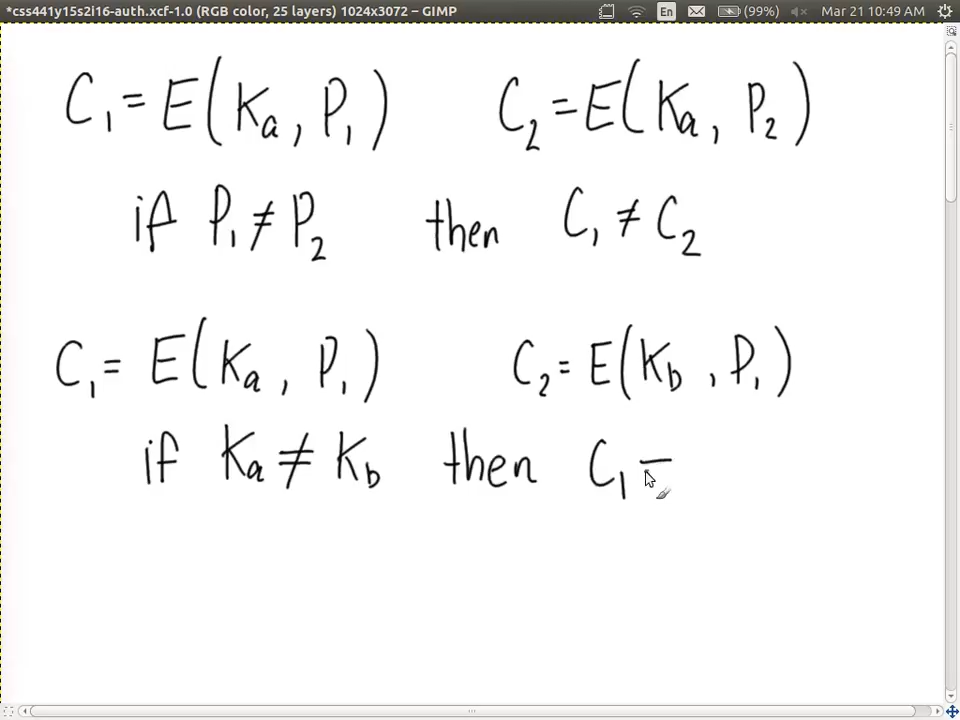 *css441y15s2i16-auth.xcf-1.0 (RGB color, 25 layers) 1024x3072 – GIMP En (99%) Mar 21 10:49 AM
C₁ = E(Ka, P₁) C₂ = E(Ka, P₂)
if P₁ ≠ P₂ then C₁ ≠ C₂
C₁ = E(Ka, P₁) C₂ = E(Kb, P₁)
if Ka ≠ Kb then C₁ –